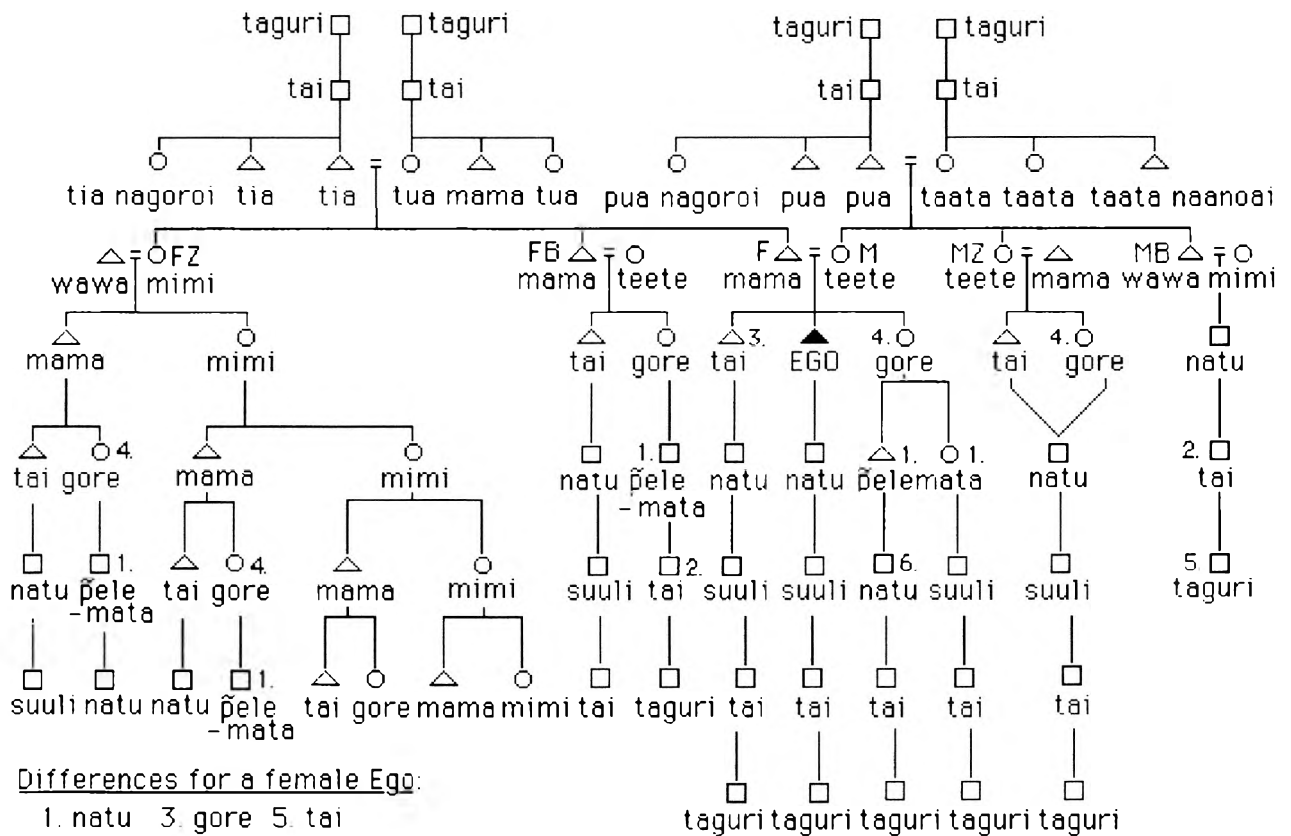 taguri taguri taguri taguri
tai tai tai tai
tia nagoroi tia tia tua mama tua pua nagoroi pua pua taata taata taata naanoai
FZ FB F M MZ MB
wawa mimi mama teete mama teete teete mama wawa mimi
3. 4. 4.
mama mimi tai gore tai EGO gore tai gore natu
4. 1. 1. 1. 2.
tai gore mama mimi natu p̃ele natu natu p̃elemata natu tai
-mata
1. 4. 2. 6. 5.
natu p̃ele tai gore mama mimi suuli tai suuli suuli natu suuli suuli taguri
-mata
1.
suuli natu natu p̃ele tai gore mama mimi tai taguri tai tai tai tai tai
-mata
Differences for a female Ego:
1. natu 3. gore 5. tai
taguri taguri taguri taguri taguri